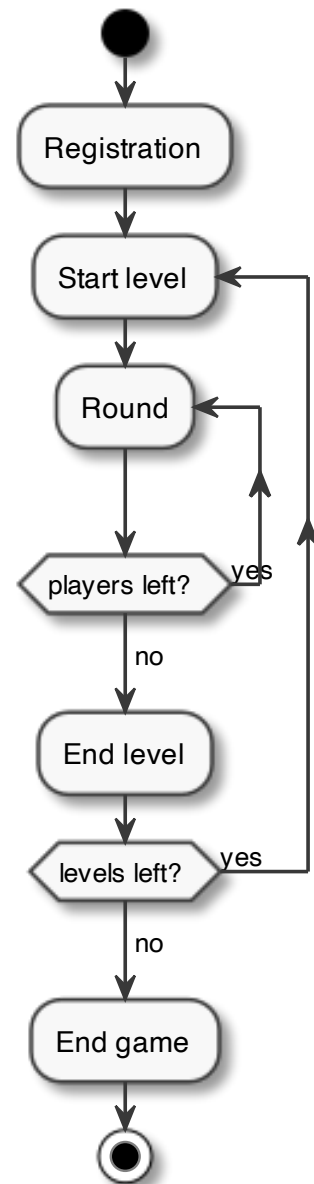 Registration
Start level
Round
players left?
yes
no
End level
levels left?
yes
no
End game